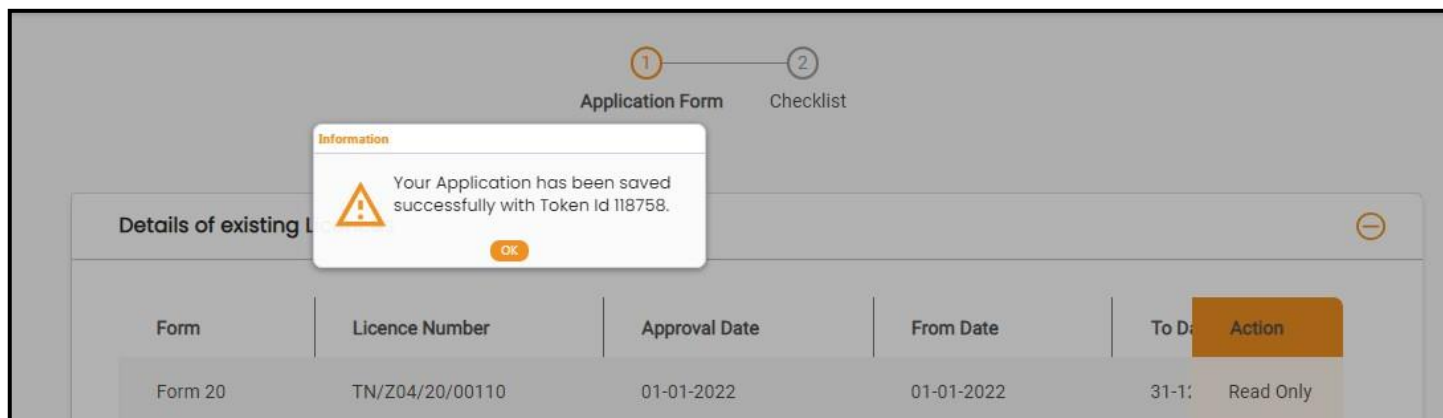 1 2
Application Form Checklist
Information
Your Application has been saved
successfully with Token Id 118758.
OK
Details of existing
Form Licence Number Approval Date From Date To Action
Form 20 TN/Z04/20/00110 01-01-2022 01-01-2022 Read Only